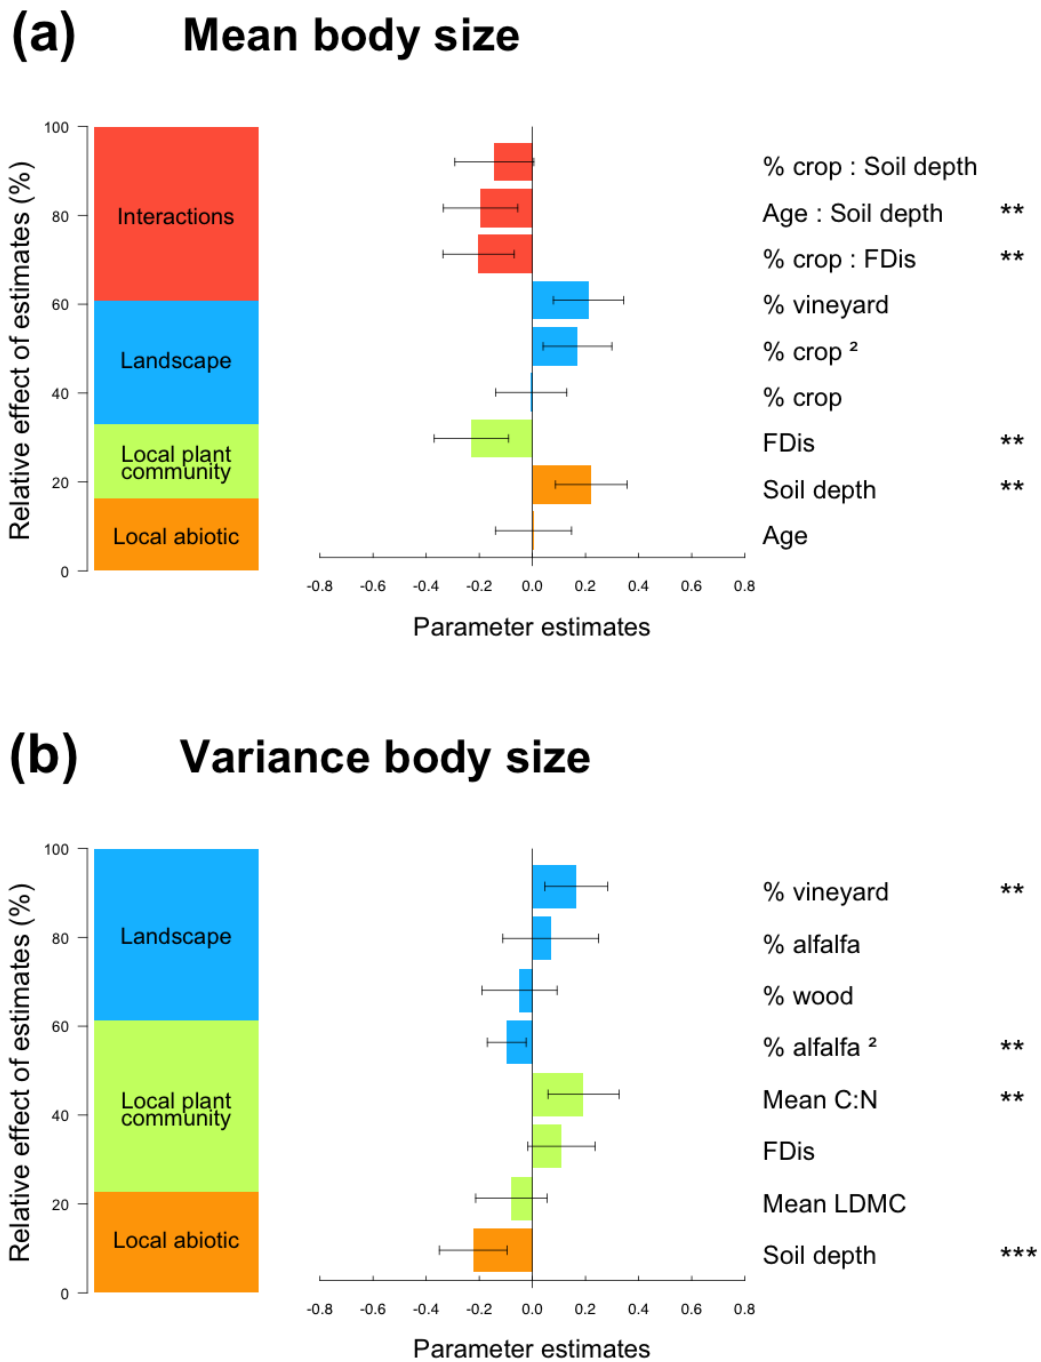 (a) Mean body size
Relative effect of estimates (%)
100
80
60
40
20
0
Interactions
Landscape
Local plant
community
Local abiotic
% crop : Soil depth
Age : Soil depth **
% crop : FDis **
% vineyard
% crop ²
% crop
FDis **
Soil depth **
Age
-0.8 -0.6 -0.4 -0.2 0.0 0.2 0.4 0.6 0.8
Parameter estimates
(b) Variance body size
Relative effect of estimates (%)
100
80
60
40
20
0
Landscape
Local plant
community
Local abiotic
% vineyard **
% alfalfa
% wood
% alfalfa ² **
Mean C:N **
FDis
Mean LDMC
Soil depth ***
-0.8 -0.6 -0.4 -0.2 0.0 0.2 0.4 0.6 0.8
Parameter estimates